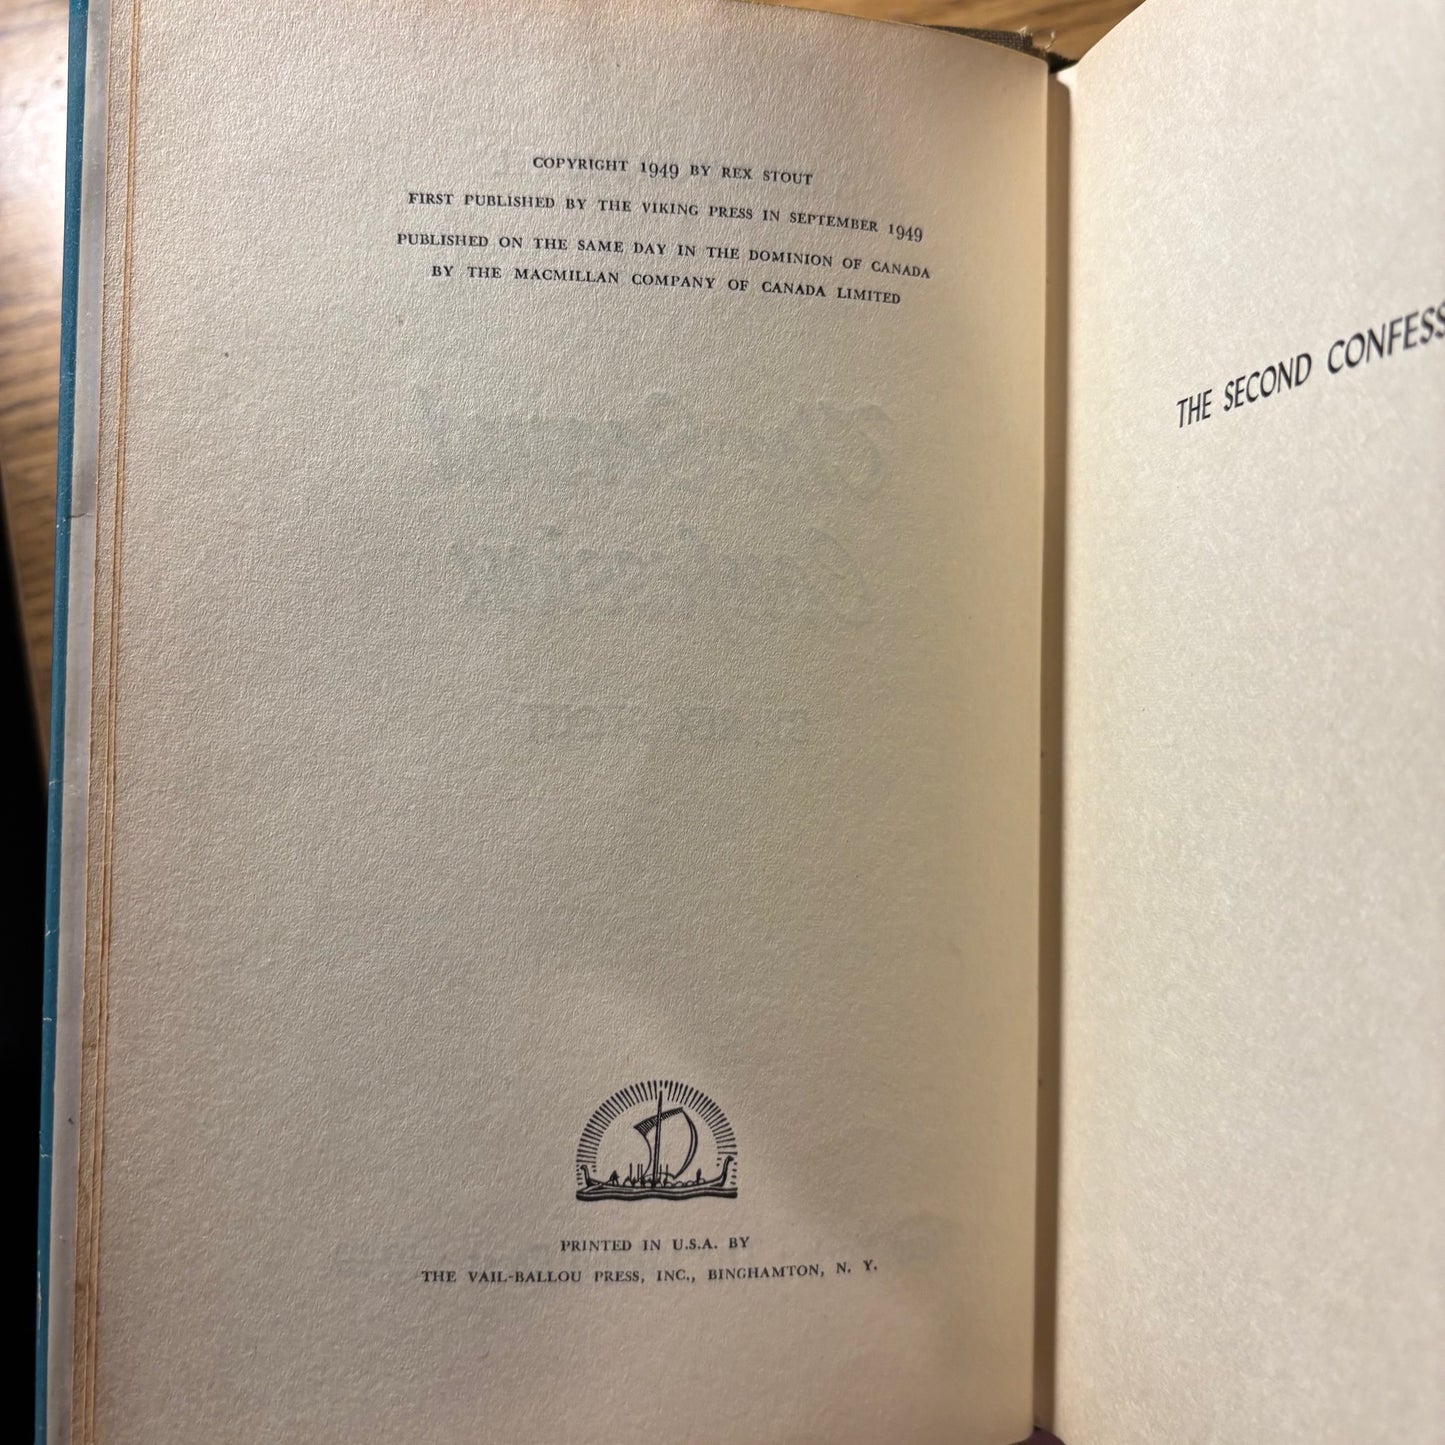 COPYRIGHT 1949 BY REX STOUT
FIRST PUBLISHED BY THE VIKING PRESS IN SEPTEMBER 1949
PUBLISHED ON THE SAME DAY IN THE DOMINION OF CANADA
BY THE MACMILLAN COMPANY OF CANADA LIMITED
PRINTED IN U.S.A. BY
THE VAIL-BALLOU PRESS, INC., BINGHAMTON, N. Y.
THE SECOND CONFESS